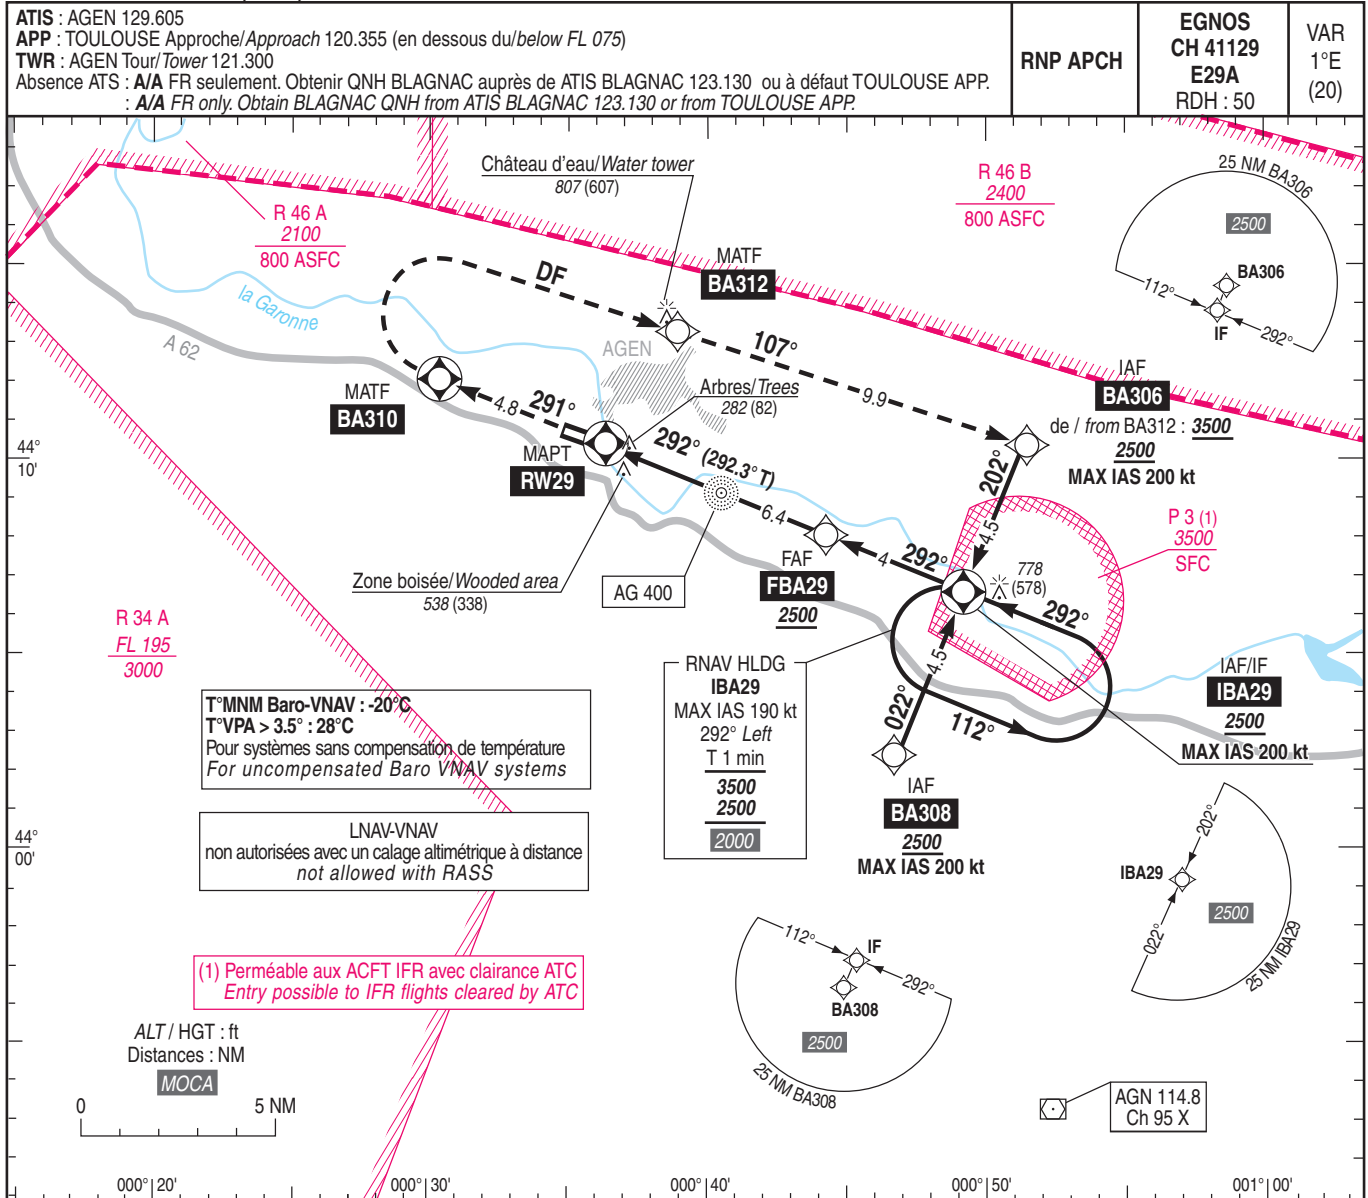 ATIS : AGEN 129.605
APP : TOULOUSE Approche/Approach 120.355 (en dessous du/below FL 075)
TWR : AGEN Tour/Tower 121.300
Absence ATS : A/A FR seulement. Obtenir QNH BLAGNAC auprès de ATIS BLAGNAC 123.130 ou à défaut TOULOUSE APP.
: A/A FR only. Obtain BLAGNAC QNH from ATIS BLAGNAC 123.130 or from TOULOUSE APP.
RNP APCH
EGNOS
CH 41129
E29A
RDH : 50
VAR
1°E
(20)
Château d'eau/Water tower
807 (607)
R 46 A
2100
800 ASFC
R 46 B
2400
800 ASFC
25 NM BA306
2500
BA306
112°
IF
292°
la Garonne
A 62
DF
MATF
BA312
107°
9.9
AGEN
Arbres/Trees
282 (82)
MATF
BA310
4.8
291°
MAPT
RW29
292° (292.3° T)
6.4
IAF
BA306
de / from BA312 : 3500
2500
MAX IAS 200 kt
44°
10'
202°
4.5
P 3 (1)
3500
SFC
FAF
FBA29
2500
4
292°
778
(578)
292°
Zone boisée/Wooded area
538 (338)
AG 400
R 34 A
FL 195
3000
RNAV HLDG
IBA29
MAX IAS 190 kt
292° Left
T 1 min
3500
2500
2000
4.5
022°
112°
IAF/IF
IBA29
2500
MAX IAS 200 kt
IAF
BA308
2500
MAX IAS 200 kt
T°MNM Baro-VNAV : -20°C
T°VPA > 3.5° : 28°C
Pour systèmes sans compensation de température
For uncompensated Baro VNAV systems
LNAV-VNAV
non autorisées avec un calage altimétrique à distance
not allowed with RASS
44°
00'
202°
IBA29
2500
022°
25 NM IBA29
112°
IF
292°
BA308
2500
25 NM BA308
(1) Perméable aux ACFT IFR avec clairance ATC
Entry possible to IFR flights cleared by ATC
ALT / HGT : ft
Distances : NM
MOCA
0 5 NM
AGN 114.8
Ch 95 X
000°20' 000°30' 000°40' 000°50' 001°00'